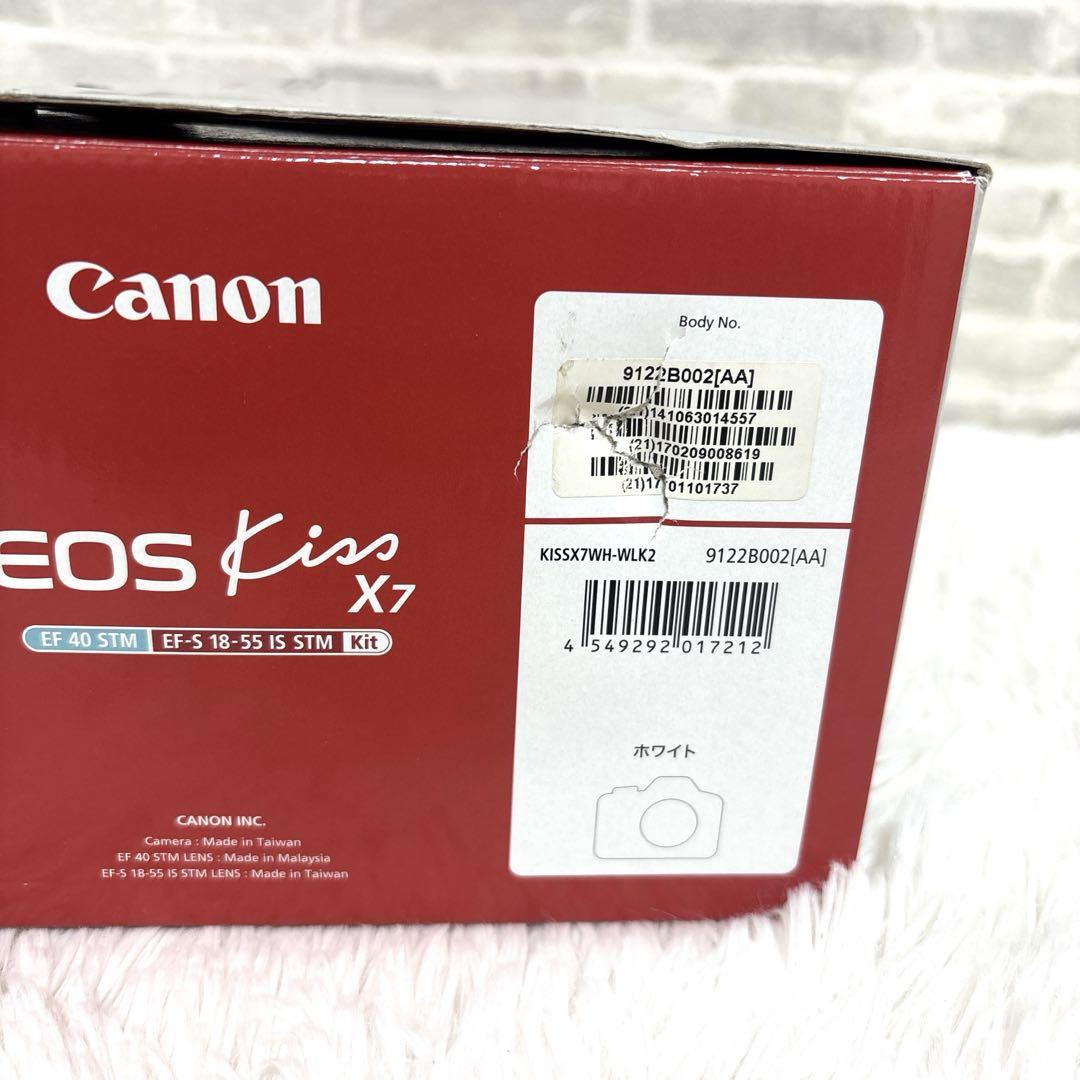 Canon
EOS Kiss
X7
EF 40 STM EF-S 18-55 IS STM Kit
CANON INC.
Camera : Made in Taiwan
EF 40 STM LENS : Made in Malaysia
EF-S 18-55 IS STM LENS : Made in Taiwan
Body No.
9122B002[AA]
(21)141063014557
(21)170209008619
KISSX7WH-WLK2 9122B002[AA]
4 549292 017212
ホワイト